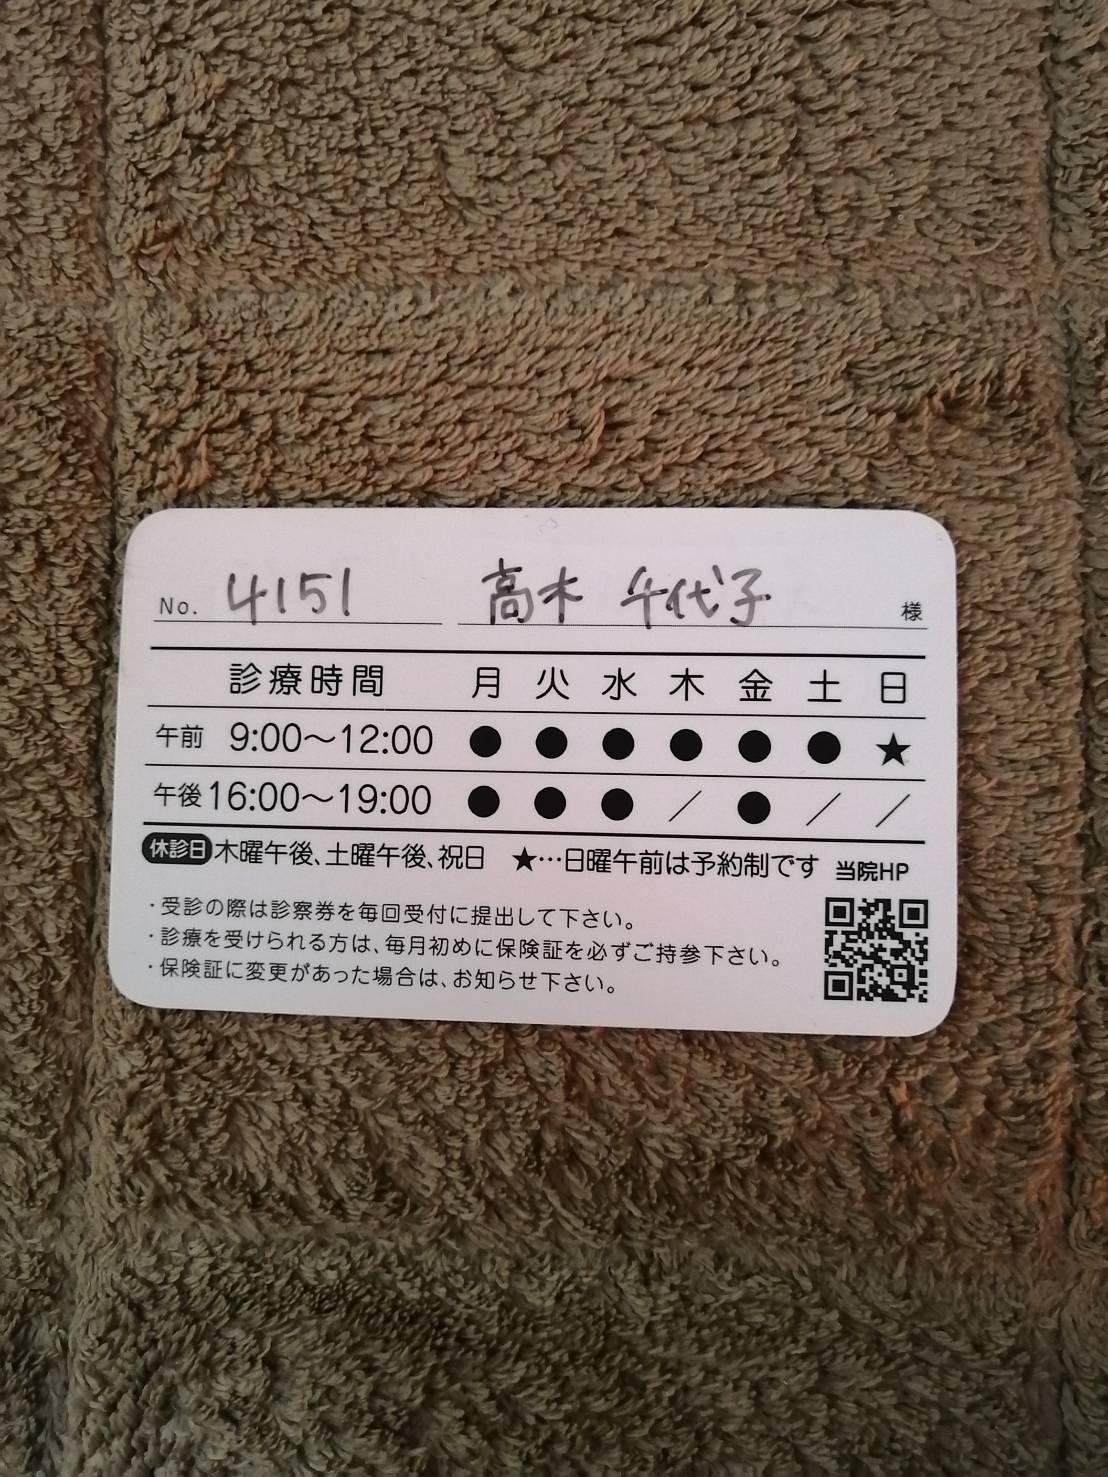 No. 4151 高木 千代子 様
診療時間 月 火 水 木 金 土 日
午前 9:00～12:00 ● ● ● ● ● ● ★
午後 16:00～19:00 ● ● ● ／ ● ／ ／
休診日 木曜午後、土曜午後、祝日 ★…日曜午前は予約制です 当院HP
・受診の際は診察券を毎回受付に提出して下さい。
・診療を受けられる方は、毎月初めに保険証を必ずご持参下さい。
・保険証に変更があった場合は、お知らせ下さい。